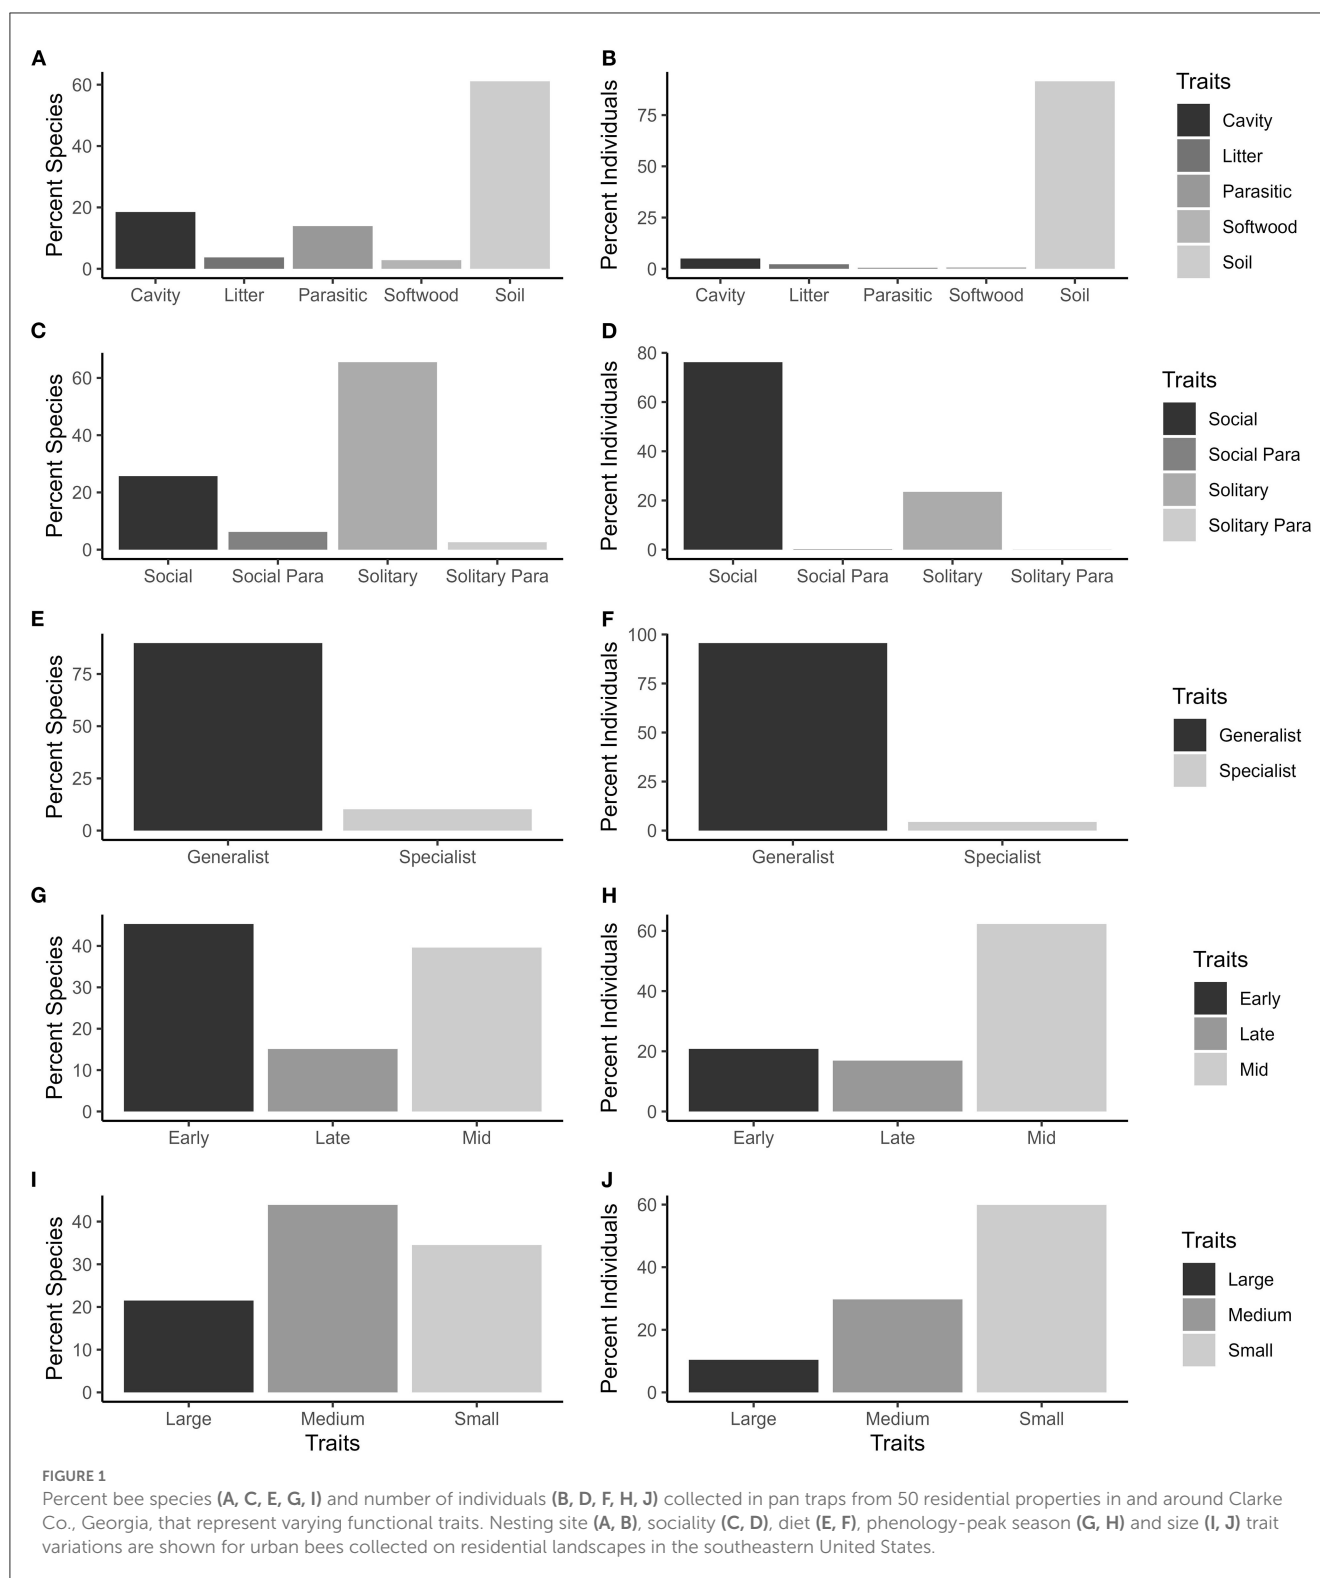 A
Percent Species
60
40
20
0
Cavity Litter Parasitic Softwood Soil
B
Percent Individuals
75
50
25
0
Cavity Litter Parasitic Softwood Soil
Traits
Cavity
Litter
Parasitic
Softwood
Soil
C
Percent Species
60
40
20
0
Social Social Para Solitary Solitary Para
D
Percent Individuals
80
60
40
20
0
Social Social Para Solitary Solitary Para
Traits
Social
Social Para
Solitary
Solitary Para
E
Percent Species
75
50
25
0
Generalist Specialist
F
Percent Individuals
100
75
50
25
0
Generalist Specialist
Traits
Generalist
Specialist
G
Percent Species
40
30
20
10
0
Early Late Mid
H
Percent Individuals
60
40
20
0
Early Late Mid
Traits
Early
Late
Mid
I
Percent Species
40
30
20
10
0
Large Medium Small
Traits
J
Percent Individuals
60
40
20
0
Large Medium Small
Traits
Traits
Large
Medium
Small
FIGURE 1
Percent bee species (A, C, E, G, I) and number of individuals (B, D, F, H, J) collected in pan traps from 50 residential properties in and around Clarke
Co., Georgia, that represent varying functional traits. Nesting site (A, B), sociality (C, D), diet (E, F), phenology-peak season (G, H) and size (I, J) trait
variations are shown for urban bees collected on residential landscapes in the southeastern United States.